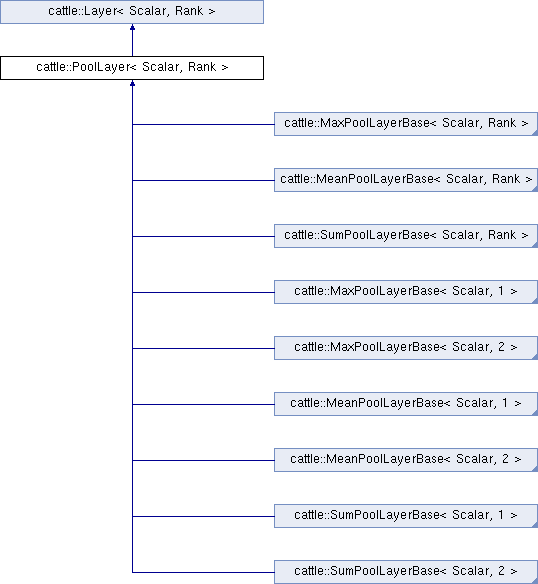 cattle::Layer< Scalar, Rank >
cattle::PoolLayer< Scalar, Rank >
cattle::MaxPoolLayerBase< Scalar, Rank >
cattle::MeanPoolLayerBase< Scalar, Rank >
cattle::SumPoolLayerBase< Scalar, Rank >
cattle::MaxPoolLayerBase< Scalar, 1 >
cattle::MaxPoolLayerBase< Scalar, 2 >
cattle::MeanPoolLayerBase< Scalar, 1 >
cattle::MeanPoolLayerBase< Scalar, 2 >
cattle::SumPoolLayerBase< Scalar, 1 >
cattle::SumPoolLayerBase< Scalar, 2 >